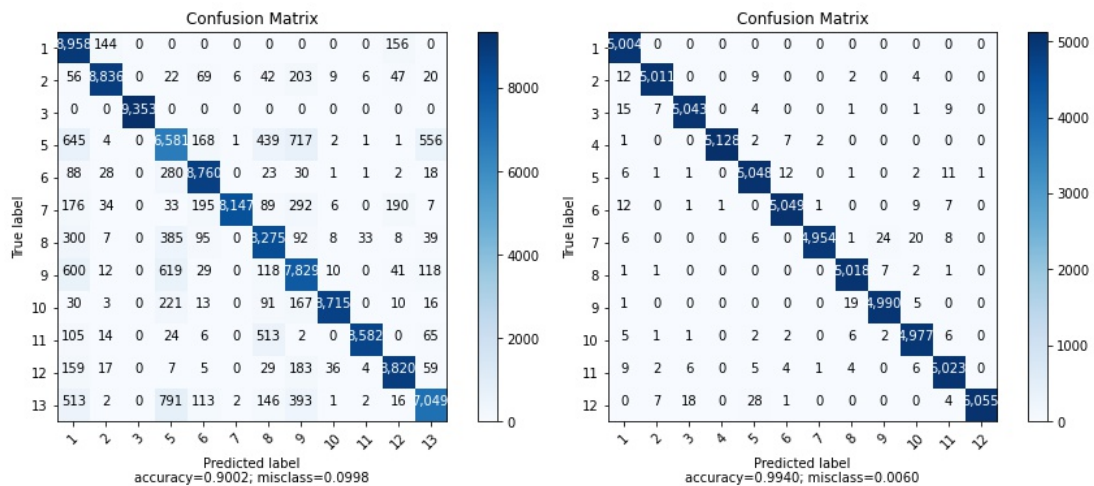 Confusion Matrix
1 8,958 144 0 0 0 0 0 0 0 0 156 0
2 56 8,836 0 22 69 6 42 203 9 6 47 20
3 0 0 9,353 0 0 0 0 0 0 0 0 0
5 645 4 0 6,581 168 1 439 717 2 1 1 556
6 88 28 0 280 8,760 0 23 30 1 1 2 18
7 176 34 0 33 195 8,147 89 292 6 0 190 7
8 300 7 0 385 95 0 8,275 92 8 33 8 39
9 600 12 0 619 29 0 118 7,829 10 0 41 118
10 30 3 0 221 13 0 91 167 8,715 0 10 16
11 105 14 0 24 6 0 513 2 0 8,582 0 65
12 159 17 0 7 5 0 29 183 36 4 8,820 59
13 513 2 0 791 113 2 146 393 1 2 16 7,049
1 2 3 5 6 7 8 9 10 11 12 13
True label
Predicted label
accuracy=0.9002; misclass=0.0998
8000
6000
4000
2000
0
Confusion Matrix
1 5,004 0 0 0 0 0 0 0 0 0 0 0
2 12 5,011 0 0 9 0 0 2 0 4 0 0
3 15 7 5,043 0 4 0 0 1 0 1 9 0
4 1 0 0 5,128 2 7 2 0 0 0 0 0
5 6 1 1 0 5,048 12 0 1 0 2 11 1
6 12 0 1 1 0 5,049 1 0 0 9 7 0
7 6 0 0 0 6 0 4,954 1 24 20 8 0
8 1 1 0 0 0 0 0 5,018 7 2 1 0
9 1 0 0 0 0 0 0 19 4,990 5 0 0
10 5 1 1 0 2 2 0 6 2 4,977 6 0
11 9 2 6 0 5 4 1 4 0 6 5,023 0
12 0 7 18 0 28 1 0 0 0 0 4 5,055
1 2 3 4 5 6 7 8 9 10 11 12
True label
Predicted label
accuracy=0.9940; misclass=0.0060
5000
4000
3000
2000
1000
0